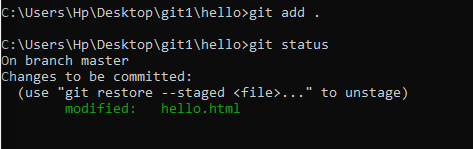 C:\Users\Hp\Desktop\git1\hello>git add .
C:\Users\Hp\Desktop\git1\hello>git status
On branch master
Changes to be committed:
  (use "git restore --staged <file>..." to unstage)
        modified:   hello.html